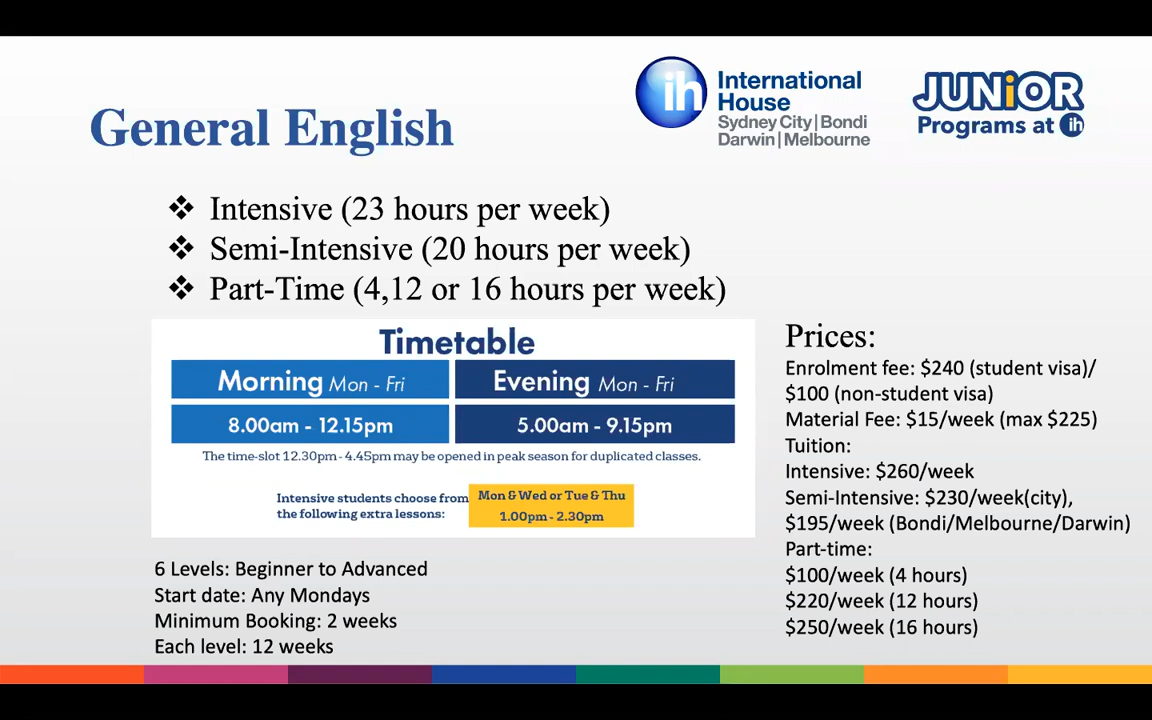 General English
ih
International
House
Sydney City|Bondi
Darwin|Melbourne
JUNiOR
Programs at ih
Intensive (23 hours per week)
Semi-Intensive (20 hours per week)
Part-Time (4,12 or 16 hours per week)
Timetable
Morning Mon - Fri
Evening Mon - Fri
8.00am - 12.15pm
5.00am - 9.15pm
The time-slot 12.30pm - 4.45pm may be opened in peak season for duplicated classes.
Intensive students choose from
the following extra lessons:
Mon & Wed or Tue & Thu
1.00pm - 2.30pm
6 Levels: Beginner to Advanced
Start date: Any Mondays
Minimum Booking: 2 weeks
Each level: 12 weeks
Prices:
Enrolment fee: $240 (student visa)/
$100 (non-student visa)
Material Fee: $15/week (max $225)
Tuition:
Intensive: $260/week
Semi-Intensive: $230/week(city),
$195/week (Bondi/Melbourne/Darwin)
Part-time:
$100/week (4 hours)
$220/week (12 hours)
$250/week (16 hours)